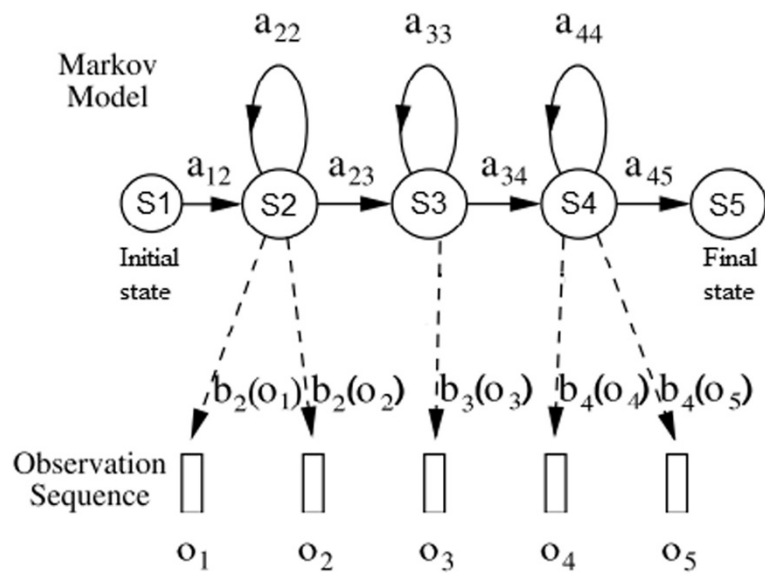 a₂₂ a₃₃ a₄₄
Markov
Model
a₁₂ a₂₃ a₃₄ a₄₅
S1 S2 S3 S4 S5
Initial
state
Final
state
b₂(o₁) b₂(o₂) b₃(o₃) b₄(o₄) b₄(o₅)
Observation
Sequence
o₁ o₂ o₃ o₄ o₅